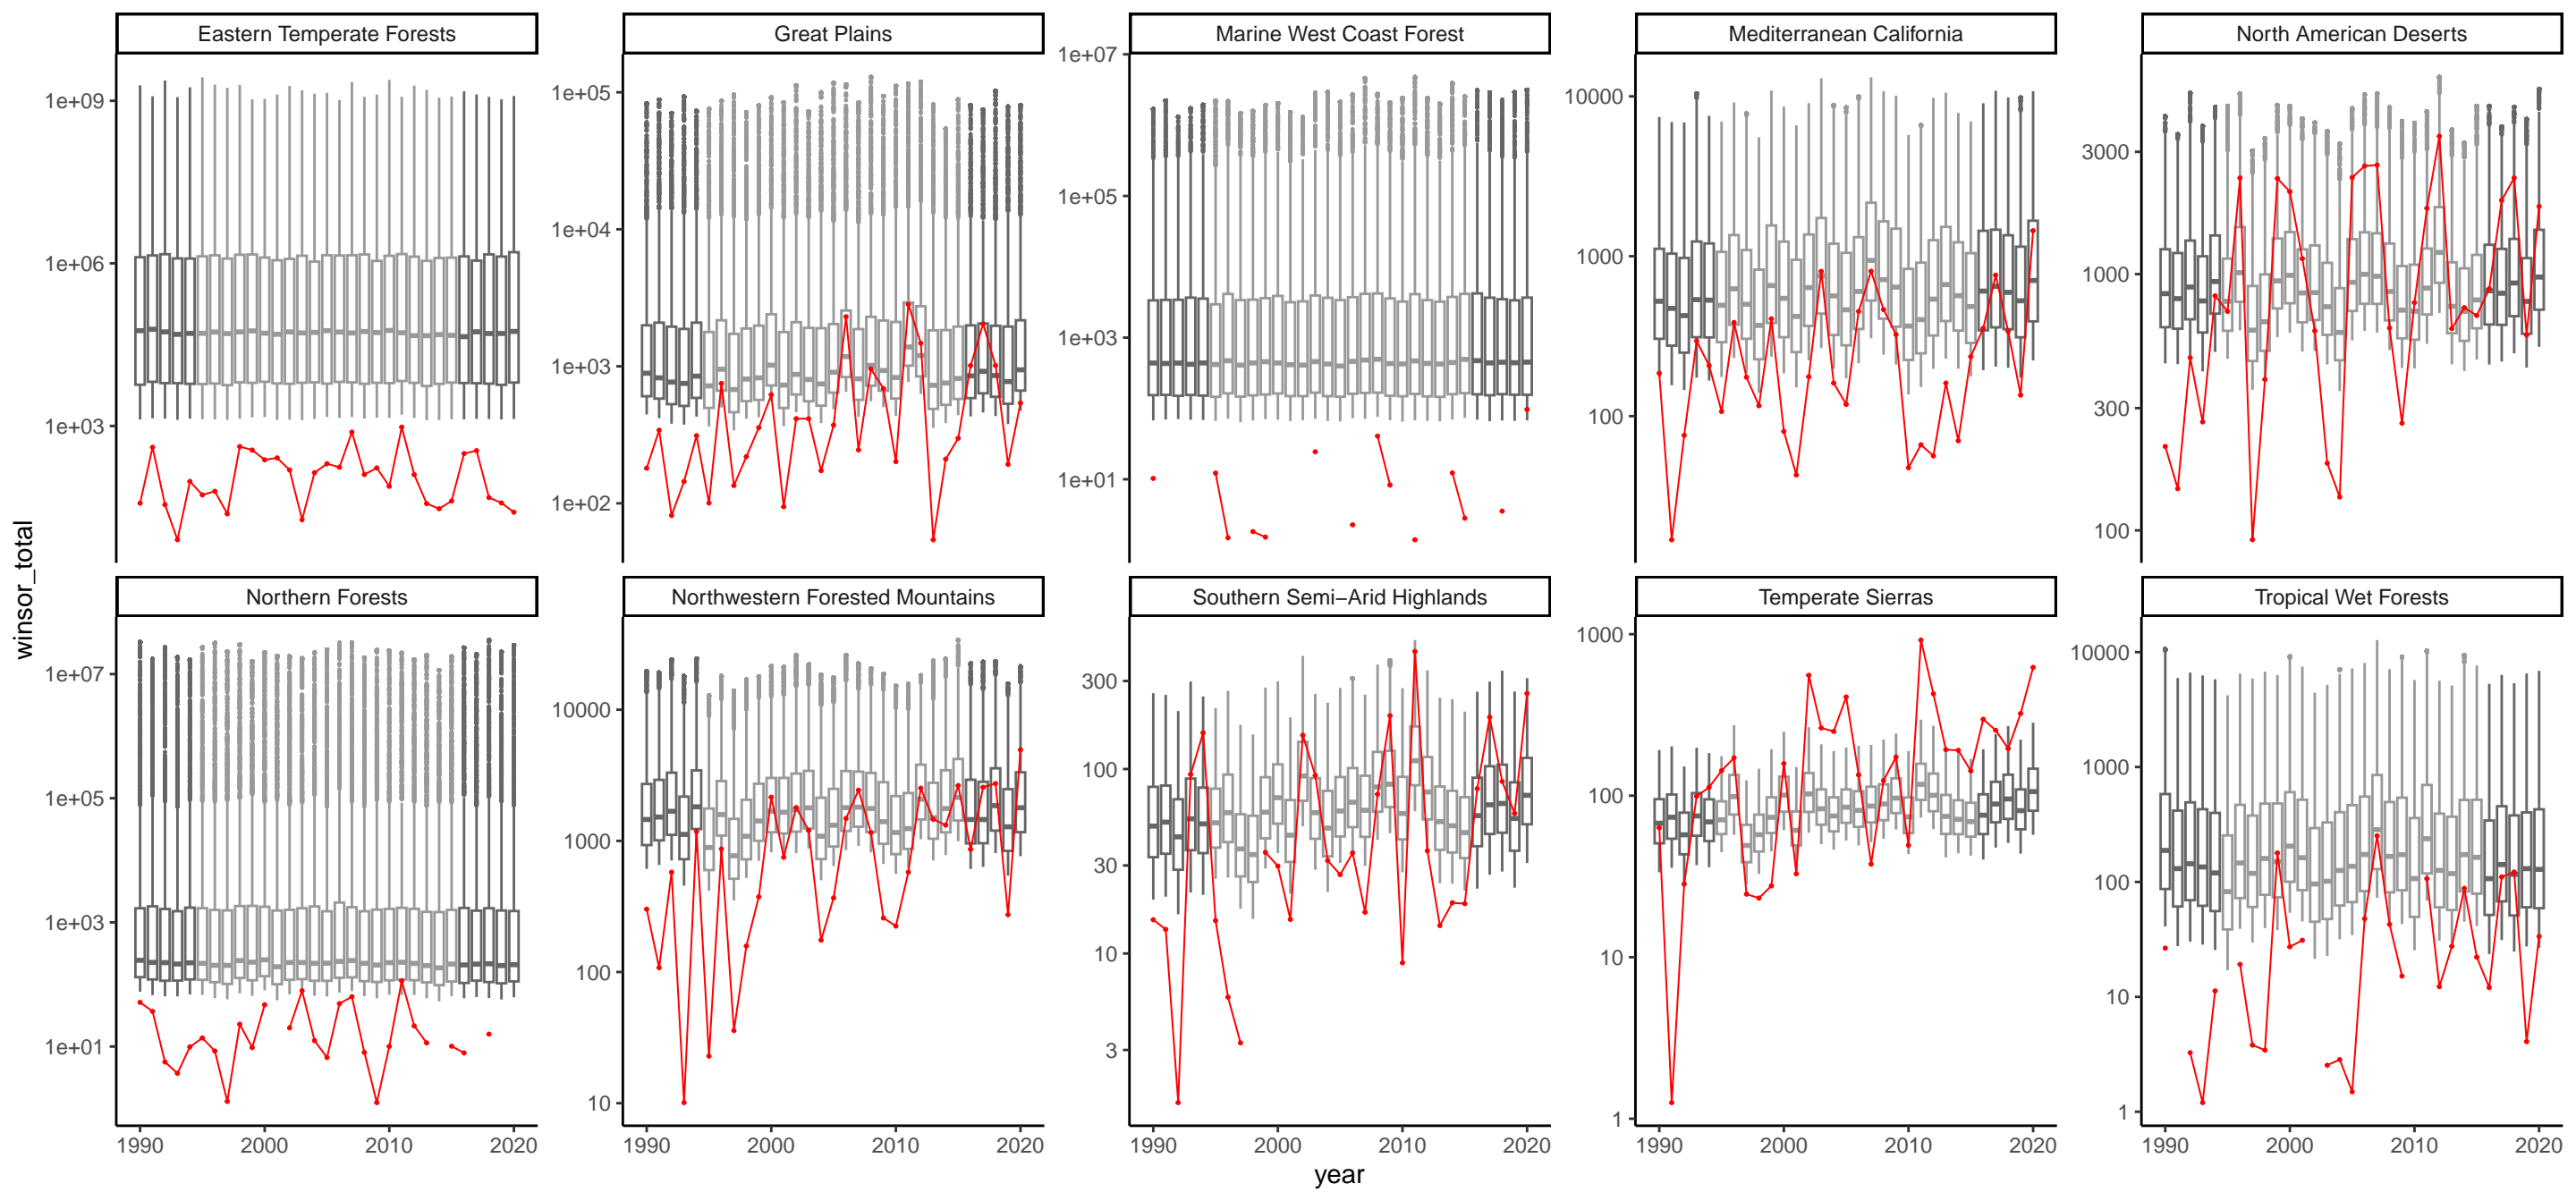 Eastern Temperate Forests
Great Plains
Marine West Coast Forest
Mediterranean California
North American Deserts
1e+09
1e+06
1e+03
1e+05
1e+04
1e+03
1e+02
1e+07
1e+05
1e+03
1e+01
10000
1000
100
3000
1000
300
100
winsor_total
Northern Forests
Northwestern Forested Mountains
Southern Semi−Arid Highlands
Temperate Sierras
Tropical Wet Forests
1e+07
1e+05
1e+03
1e+01
10000
1000
100
10
300
100
30
10
3
1000
100
10
1
10000
1000
100
10
1
1990 2000 2010 2020
1990 2000 2010 2020
1990 2000 2010 2020
1990 2000 2010 2020
1990 2000 2010 2020
year